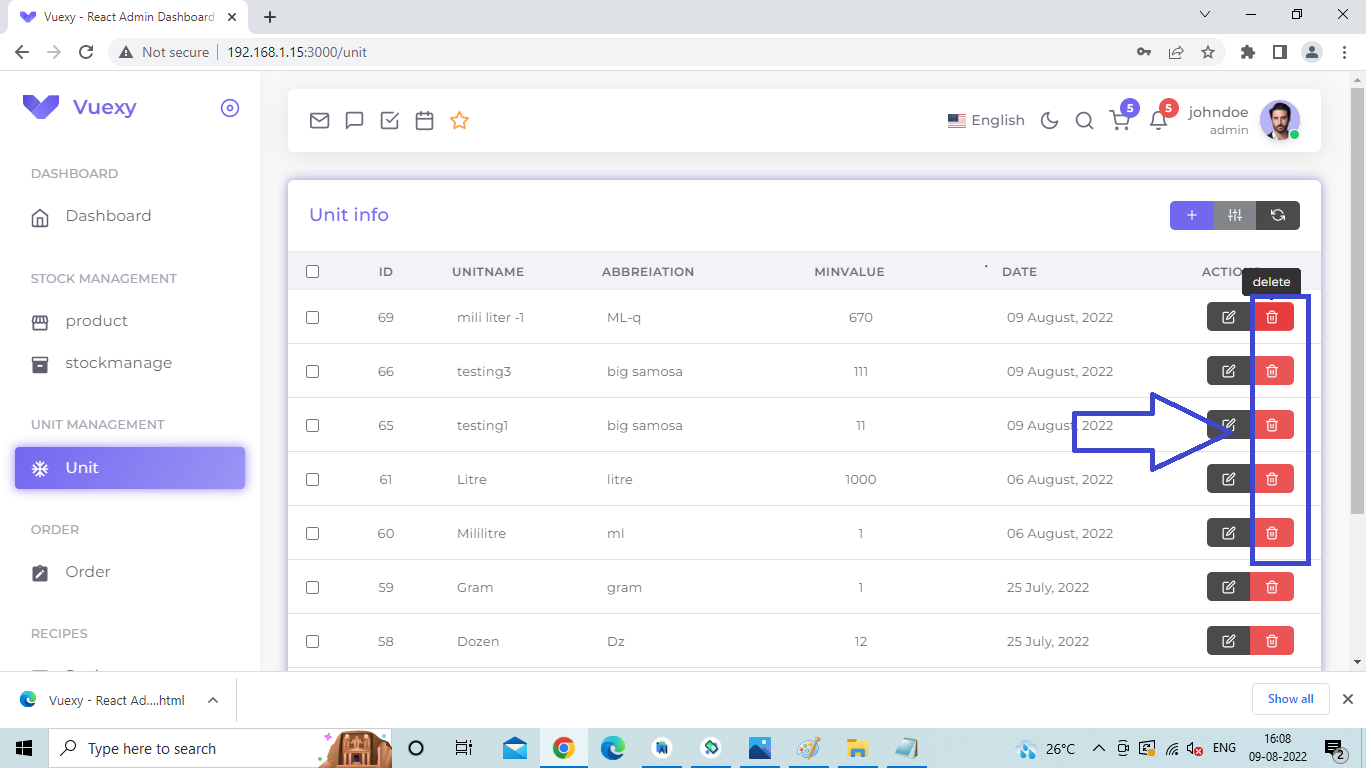 Vuexy - React Admin Dashboard
Not secure 192.168.1.15:3000/unit
Vuexy
DASHBOARD
Dashboard
STOCK MANAGEMENT
product
stockmanage
UNIT MANAGEMENT
Unit
ORDER
Order
RECIPES
English 5 5 johndoe
admin
Unit info
ID UNITNAME ABBREIATION MINVALUE DATE
delete
69 mili liter -1 ML-q 670 09 August, 2022
66 testing3 big samosa 111 09 August, 2022
65 testing1 big samosa 11 09 August, 2022
61 Litre litre 1000 06 August, 2022
60 Mililitre ml 1 06 August, 2022
59 Gram gram 1 25 July, 2022
58 Dozen Dz 12 25 July, 2022
Vuexy - React Ad....html Show all
Type here to search 26°C ENG 16:08
09-08-2022 2